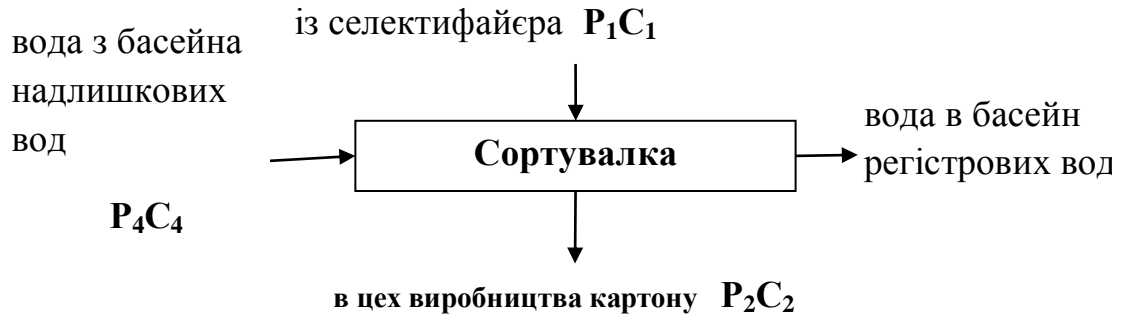 із селектифайєра P₁C₁
вода з басейна
надлишкових
вод
P₄C₄
Сортувалка
вода в басейн
регістрових вод
в цех виробництва картону P₂C₂